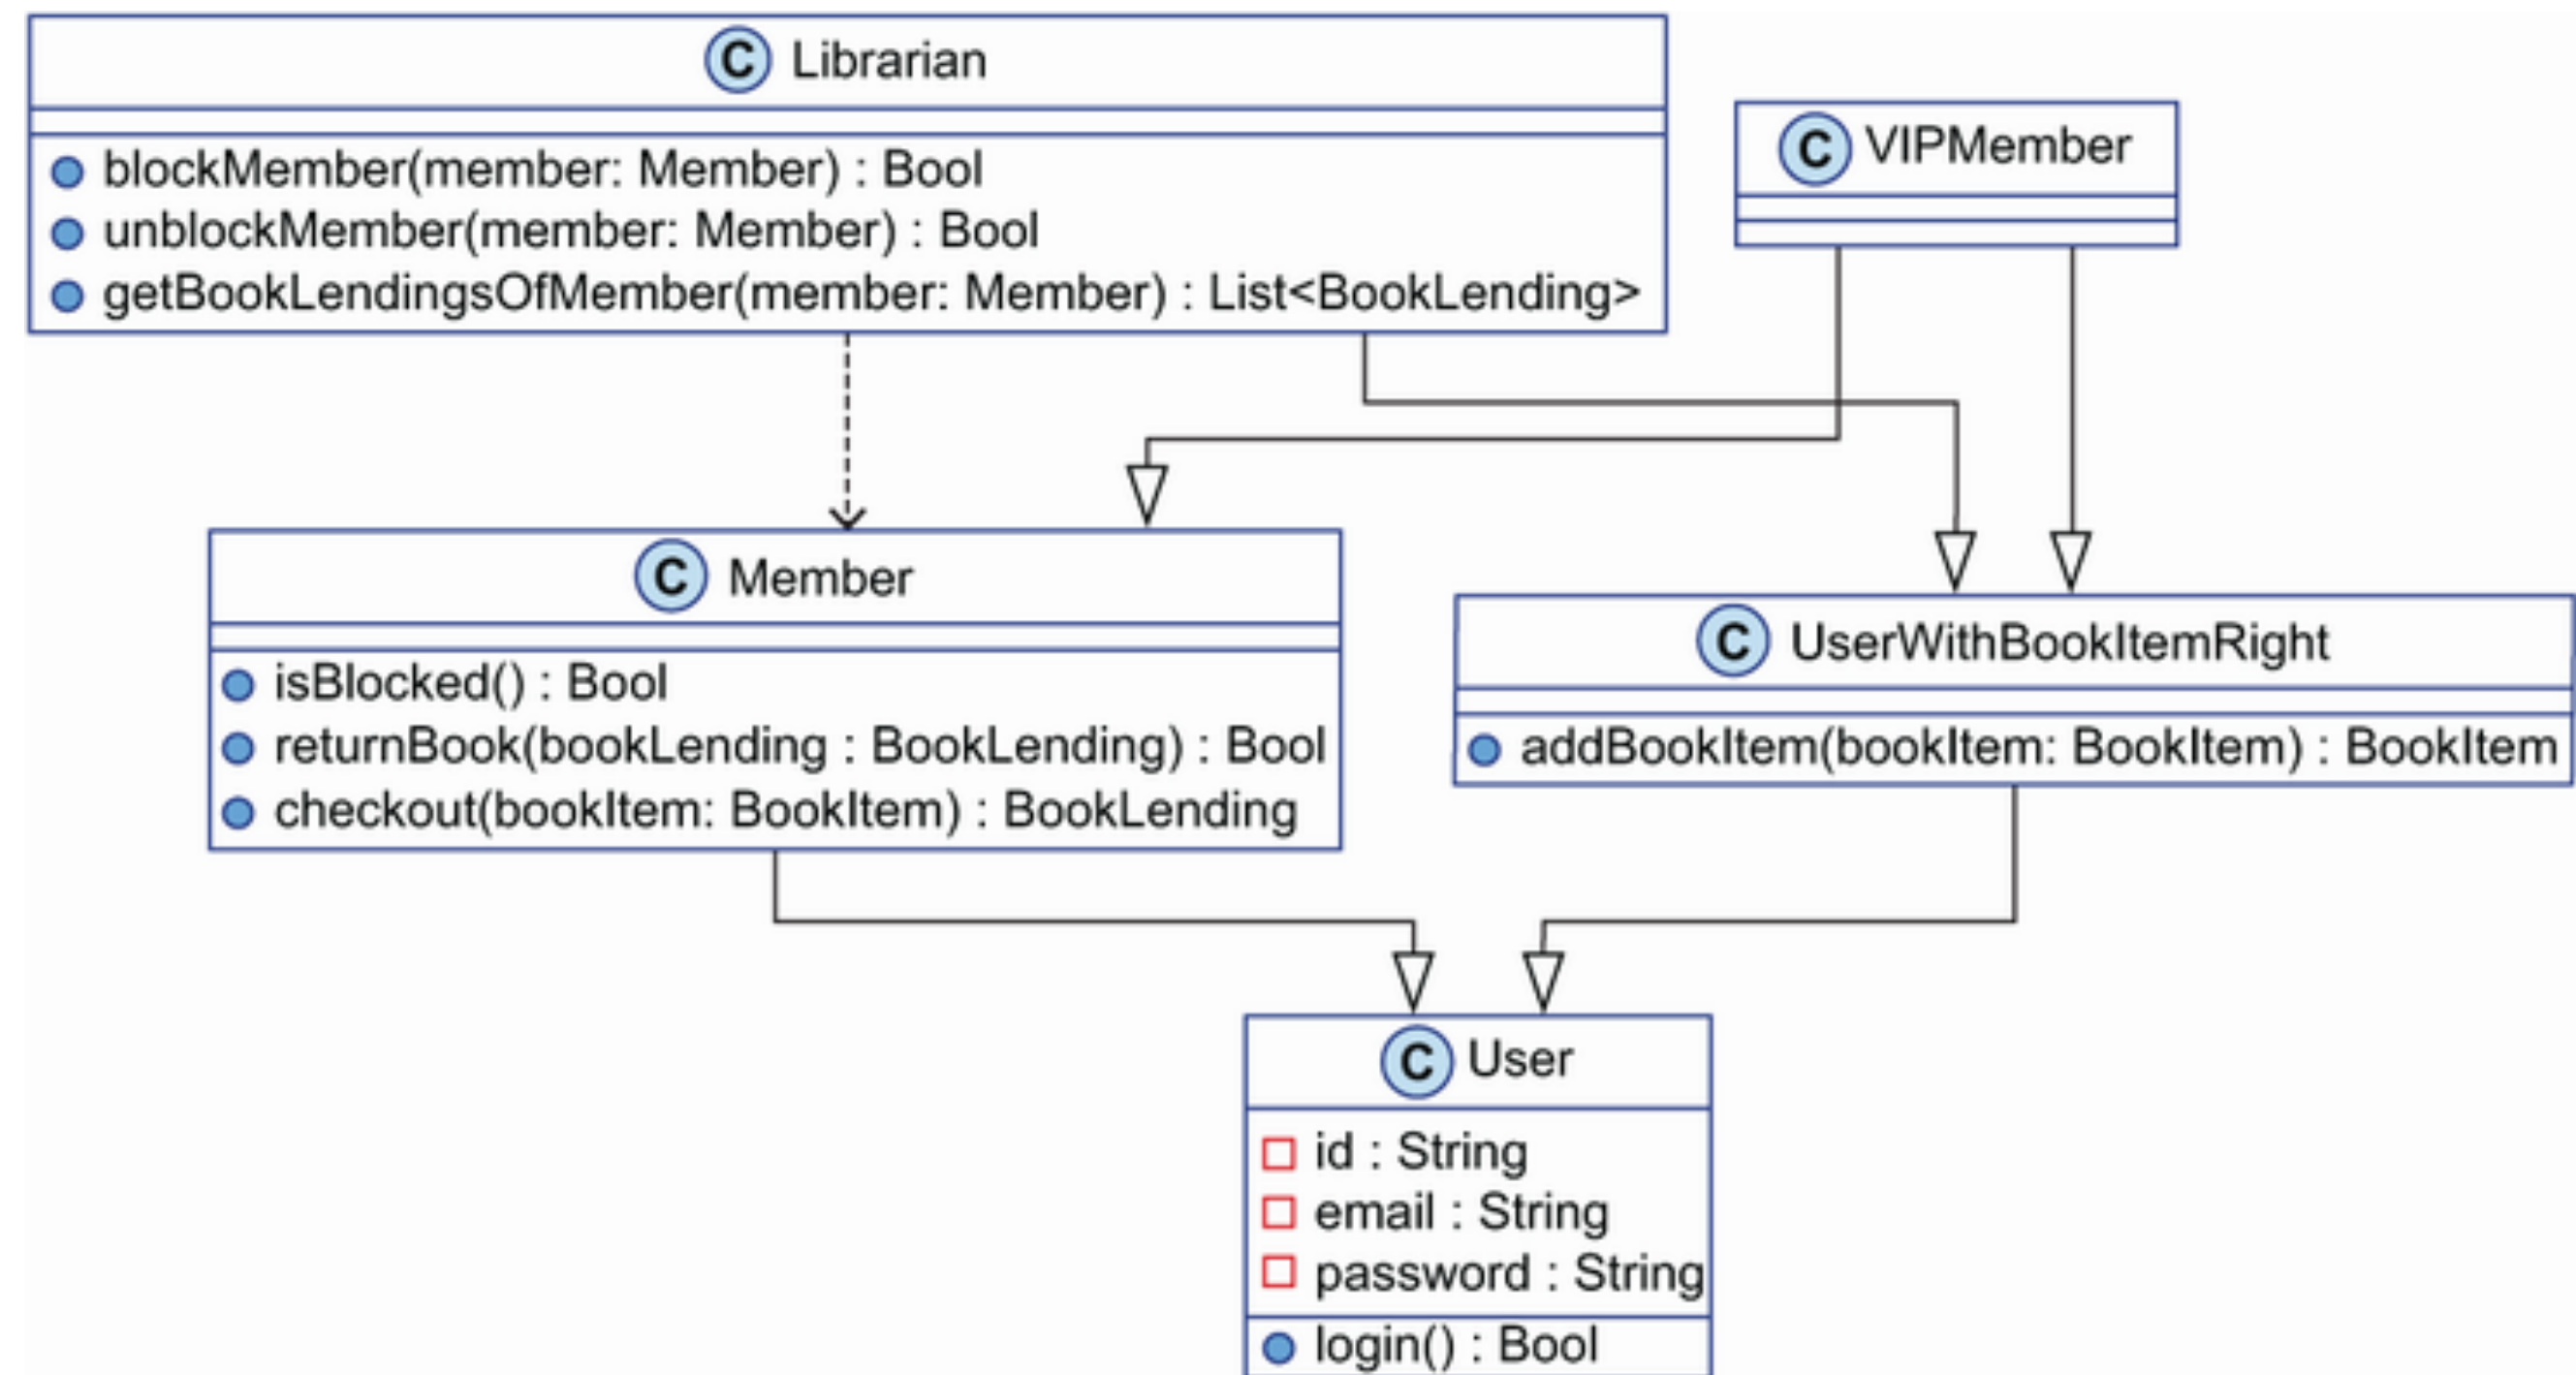 C Librarian
blockMember(member: Member) : Bool
unblockMember(member: Member) : Bool
getBookLendingsOfMember(member: Member) : List<BookLending>
C VIPMember
C Member
isBlocked() : Bool
returnBook(bookLending : BookLending) : Bool
checkout(bookItem: BookItem) : BookLending
C UserWithBookItemRight
addBookItem(bookItem: BookItem) : BookItem
C User
id : String
email : String
password : String
login() : Bool